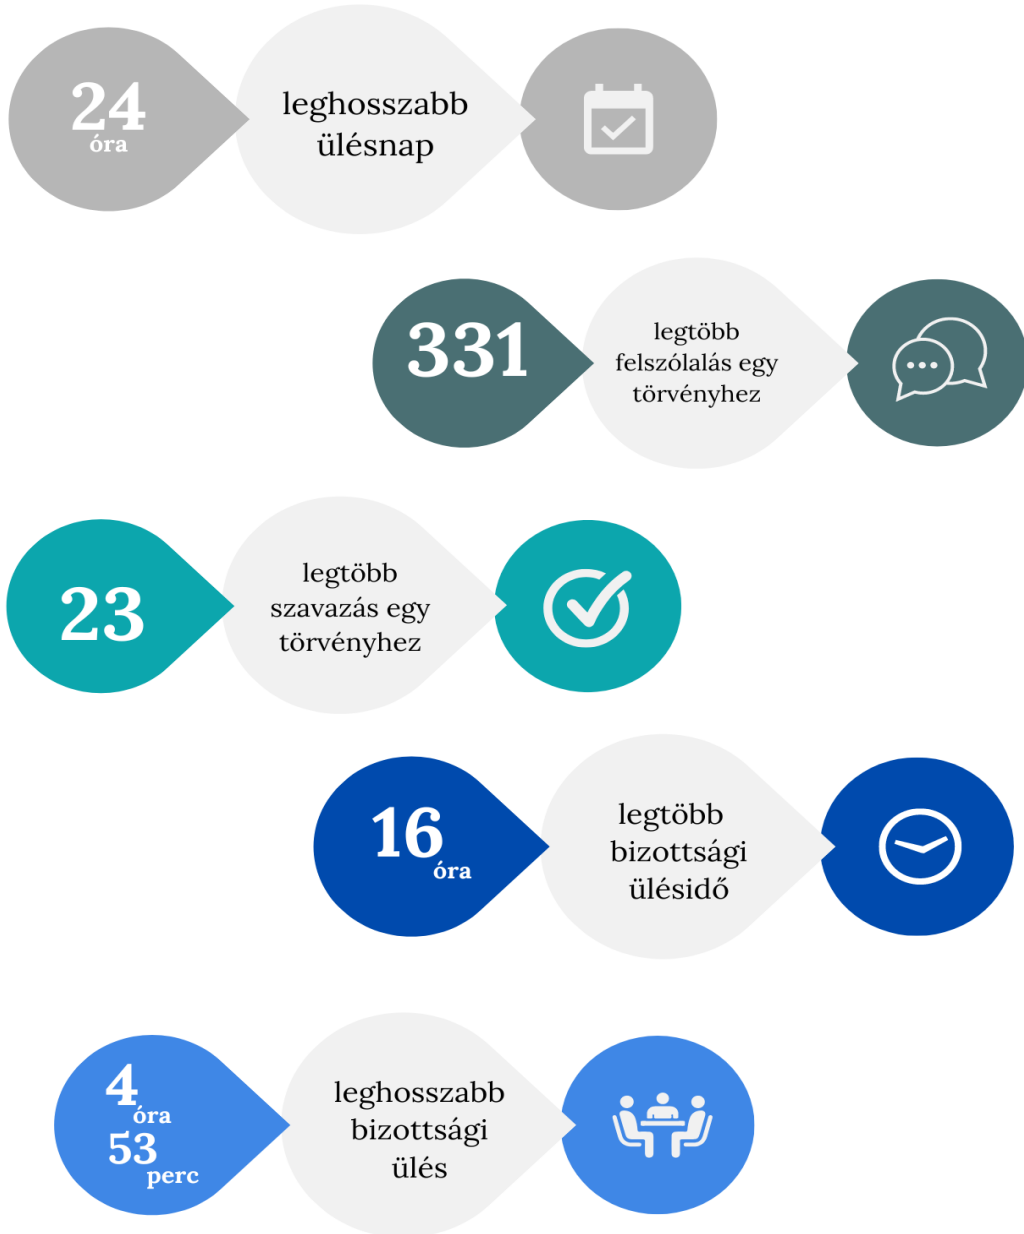 24
óra
leghosszabb
ülésnap
331
legtöbb
felszólalás egy
törvényhez
23
legtöbb
szavazás egy
törvényhez
16
óra
legtöbb
bizottsági
ülésidő
4
óra
53
perc
leghosszabb
bizottsági
ülés